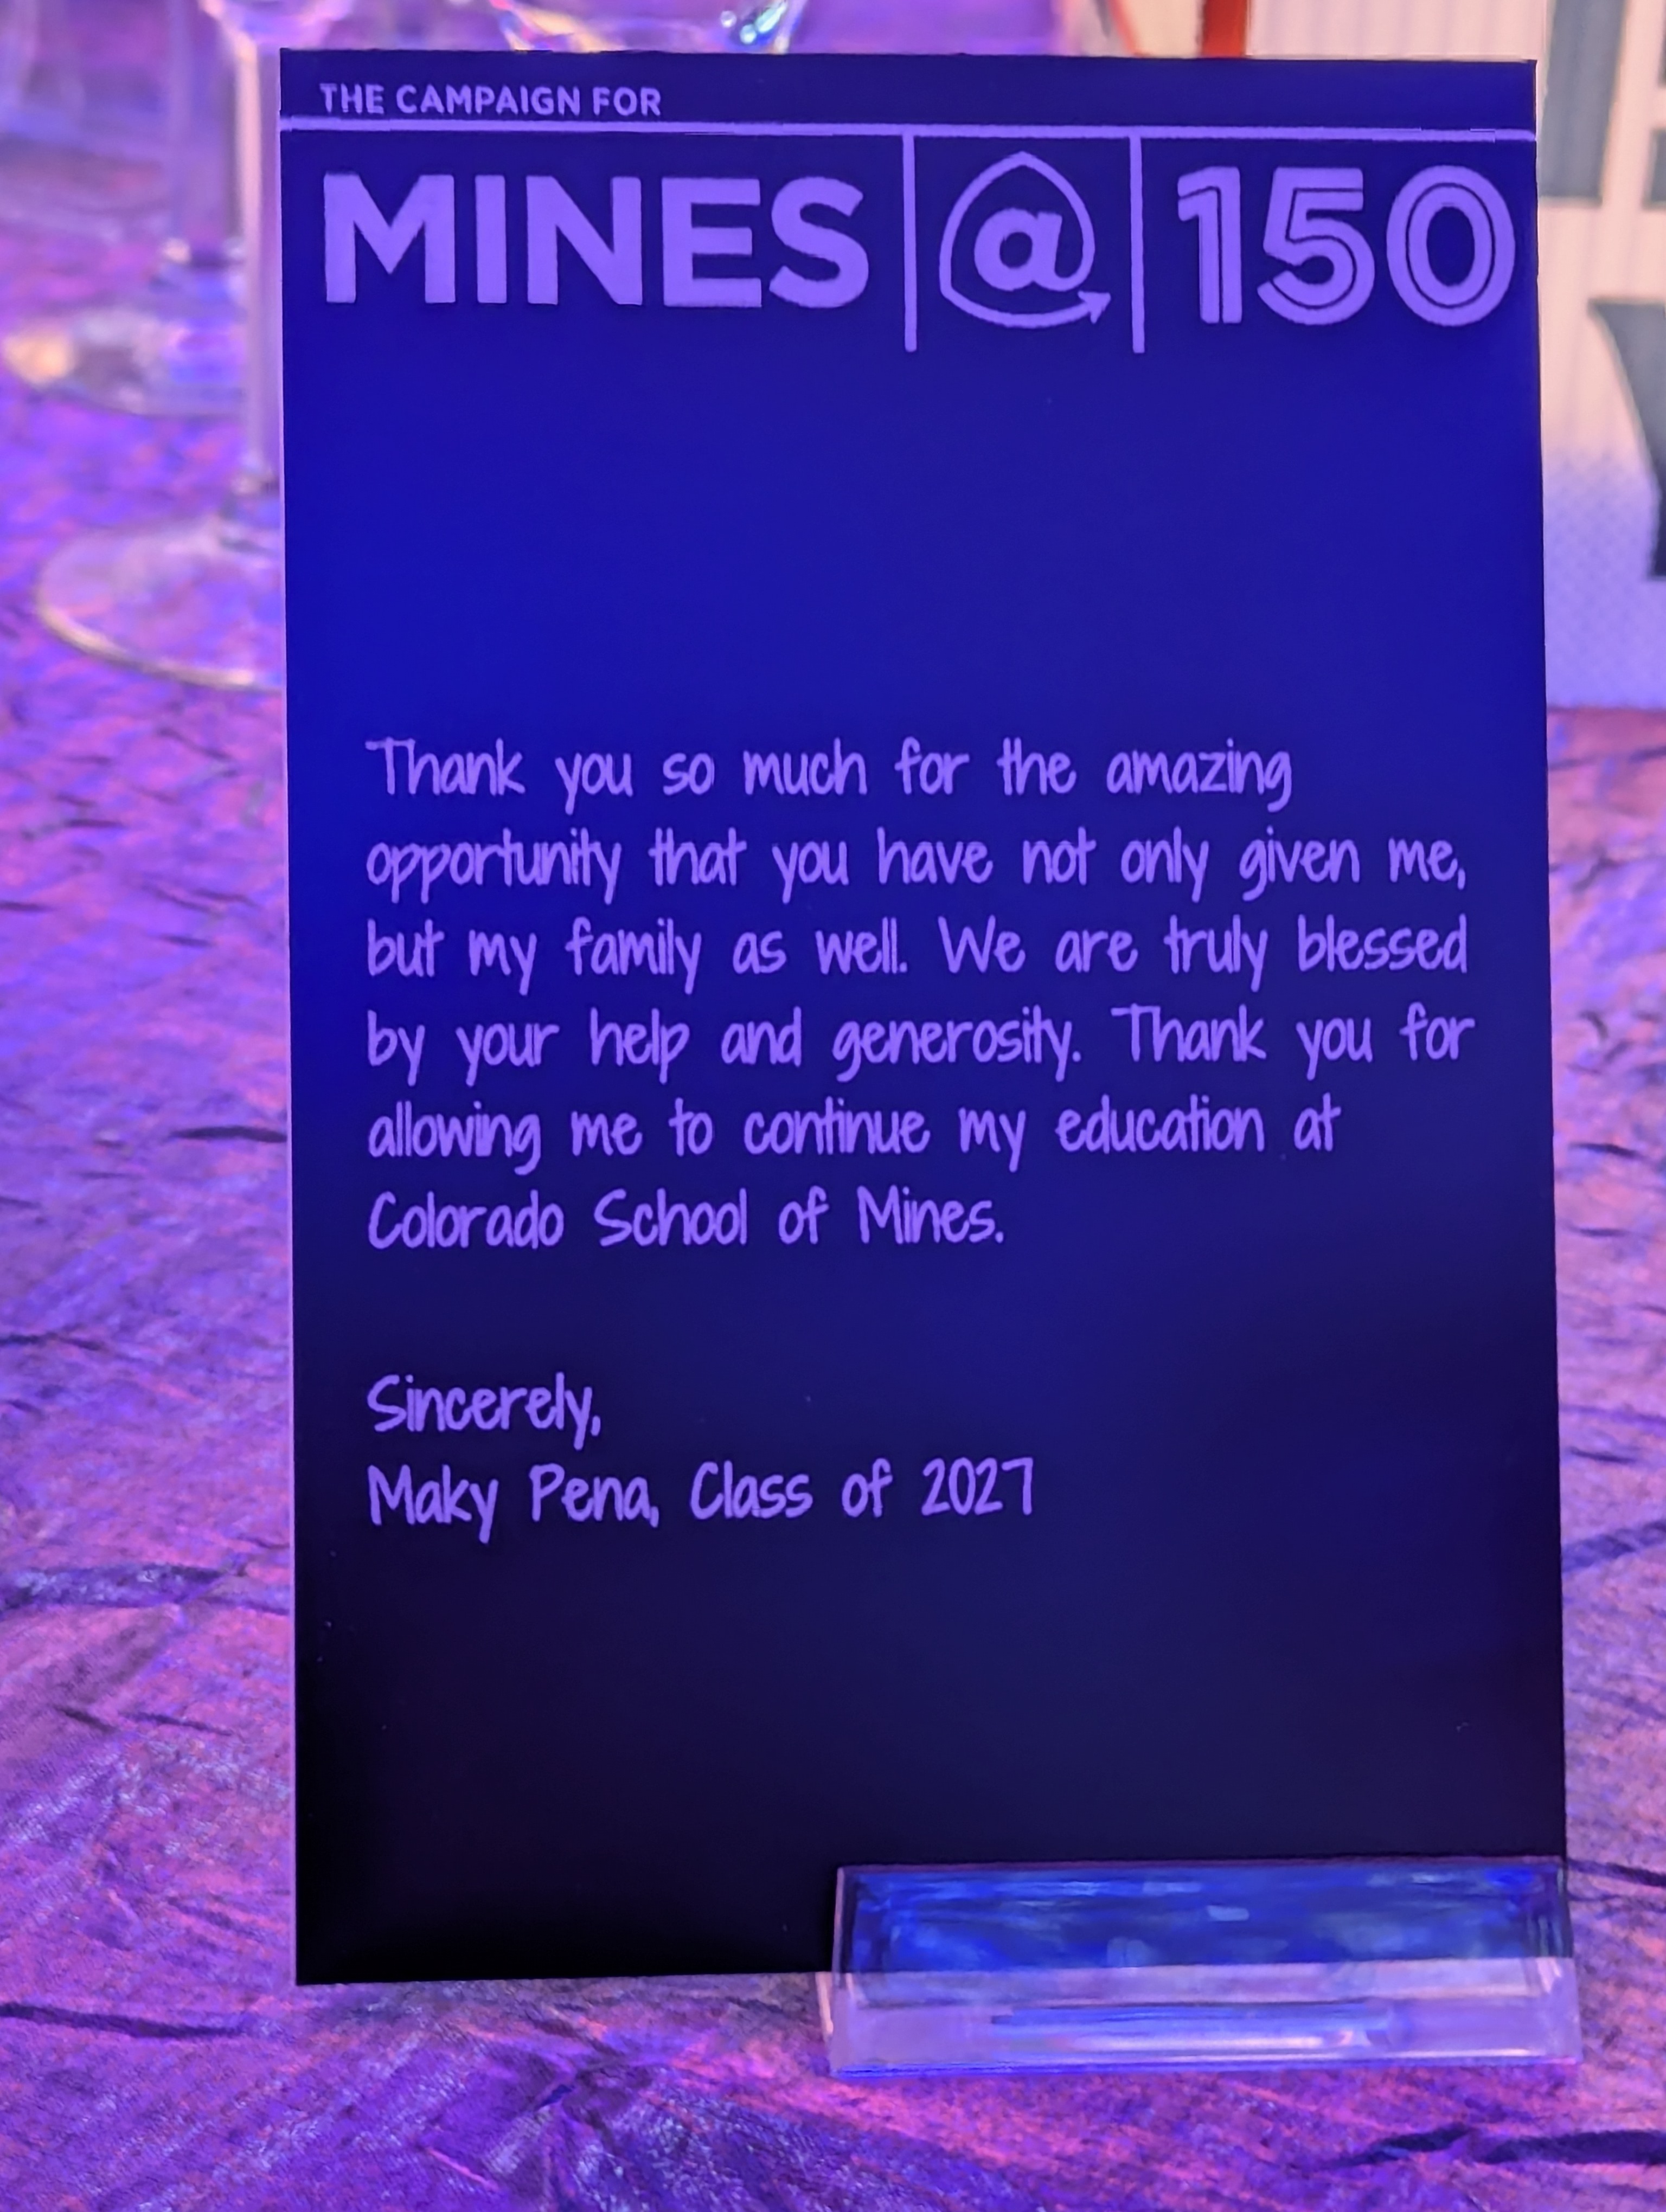 THE CAMPAIGN FOR
MINES @ 150
Thank you so much for the amazing
opportunity that you have not only given me,
but my family as well. We are truly blessed
by your help and generosity. Thank you for
allowing me to continue my education at
Colorado School of Mines.
Sincerely,
Maky Pena, Class of 2027